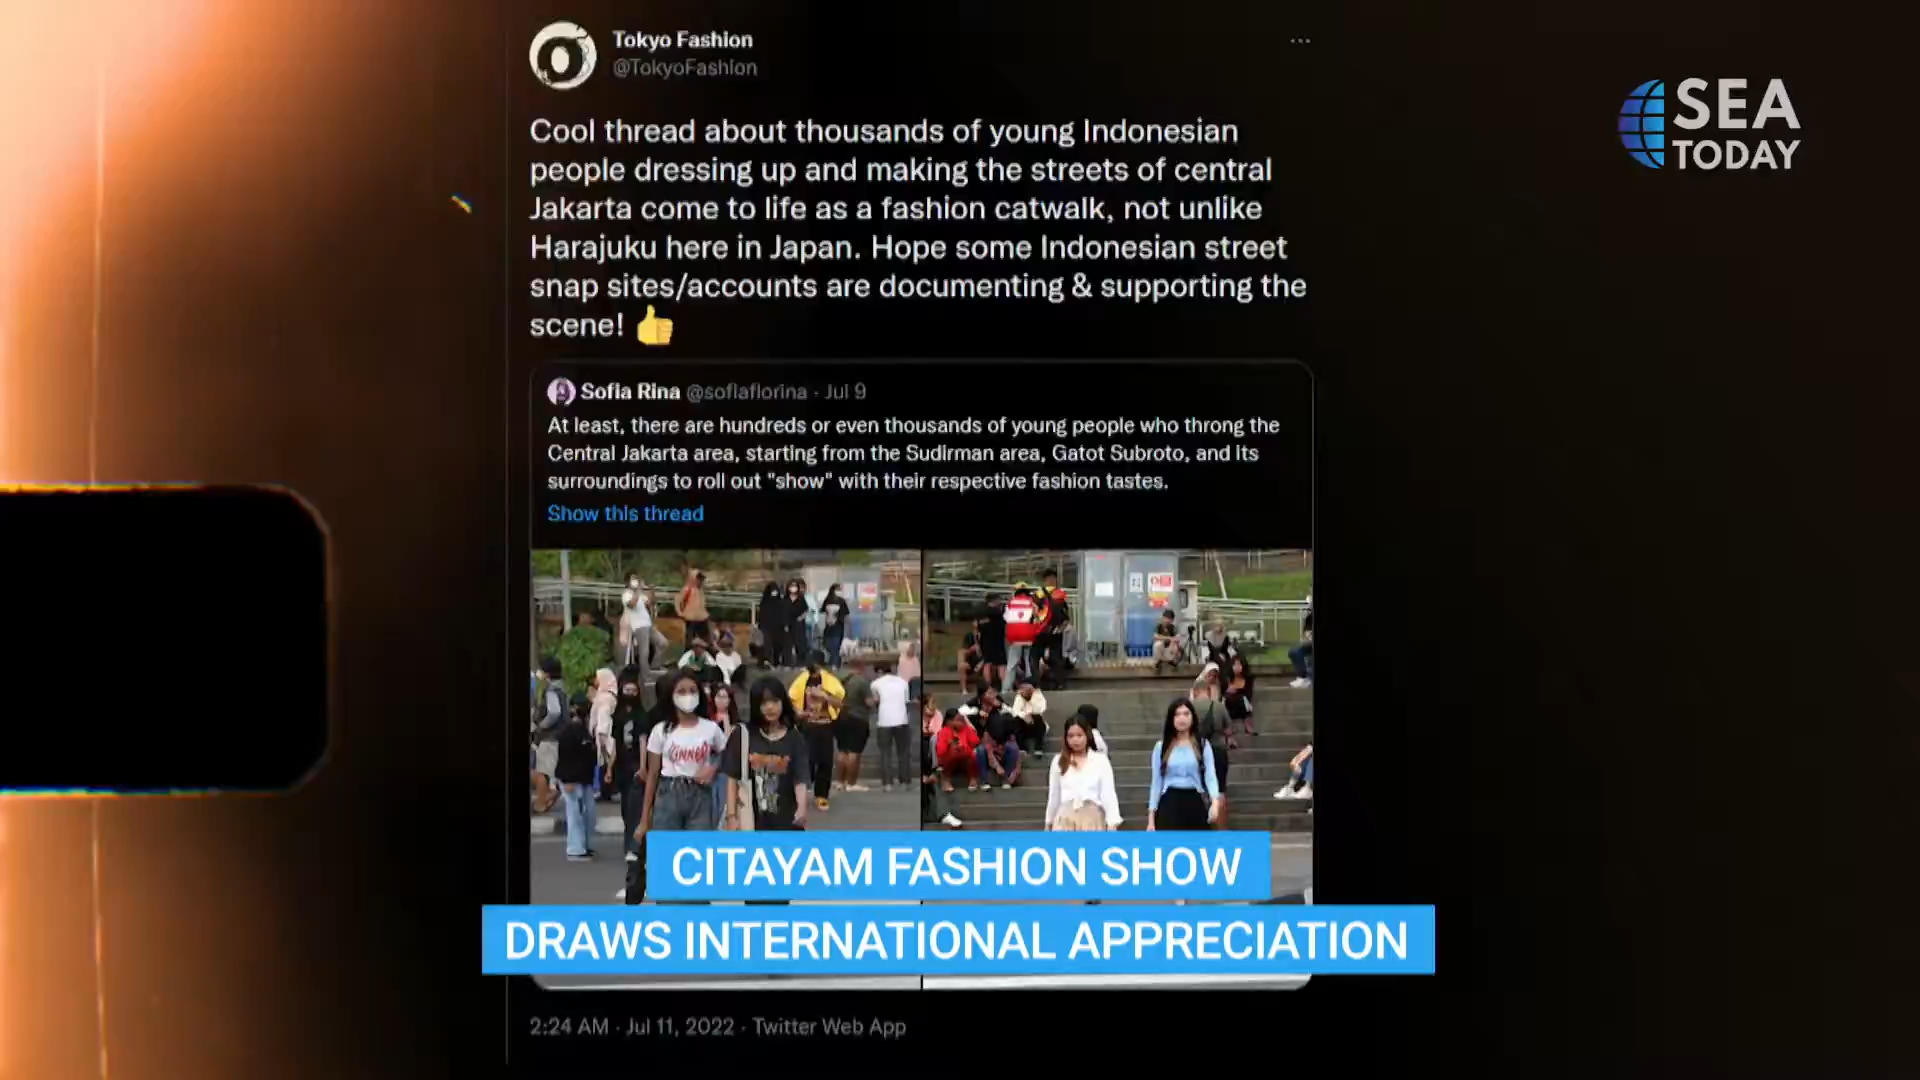 Tokyo Fashion
@TokyoFashion
SEA
TODAY
Cool thread about thousands of young Indonesian
people dressing up and making the streets of central
Jakarta come to life as a fashion catwalk, not unlike
Harajuku here in Japan. Hope some Indonesian street
snap sites/accounts are documenting & supporting the
scene! 👍
Sofia Rina @sofiaflorina · Jul 9
At least, there are hundreds or even thousands of young people who throng the
Central Jakarta area, starting from the Sudirman area, Gatot Subroto, and its
surroundings to roll out "show" with their respective fashion tastes.
Show this thread
CITAYAM FASHION SHOW
DRAWS INTERNATIONAL APPRECIATION
2:24 AM · Jul 11, 2022 · Twitter Web App